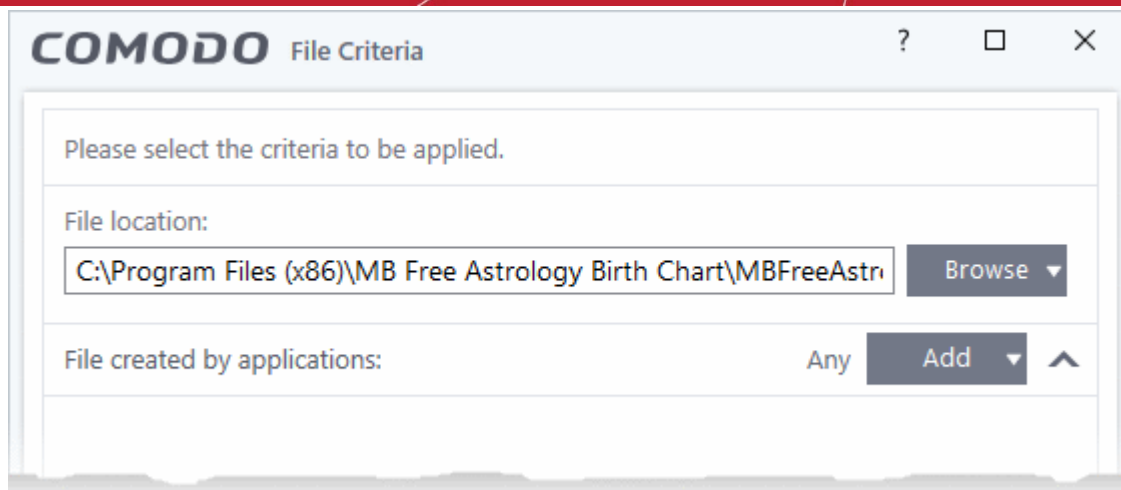 COMODO File Criteria ?
Please select the criteria to be applied.
File location:
C:\Program Files (x86)\MB Free Astrology Birth Chart\MBFreeAstr Browse
File created by applications: Any Add